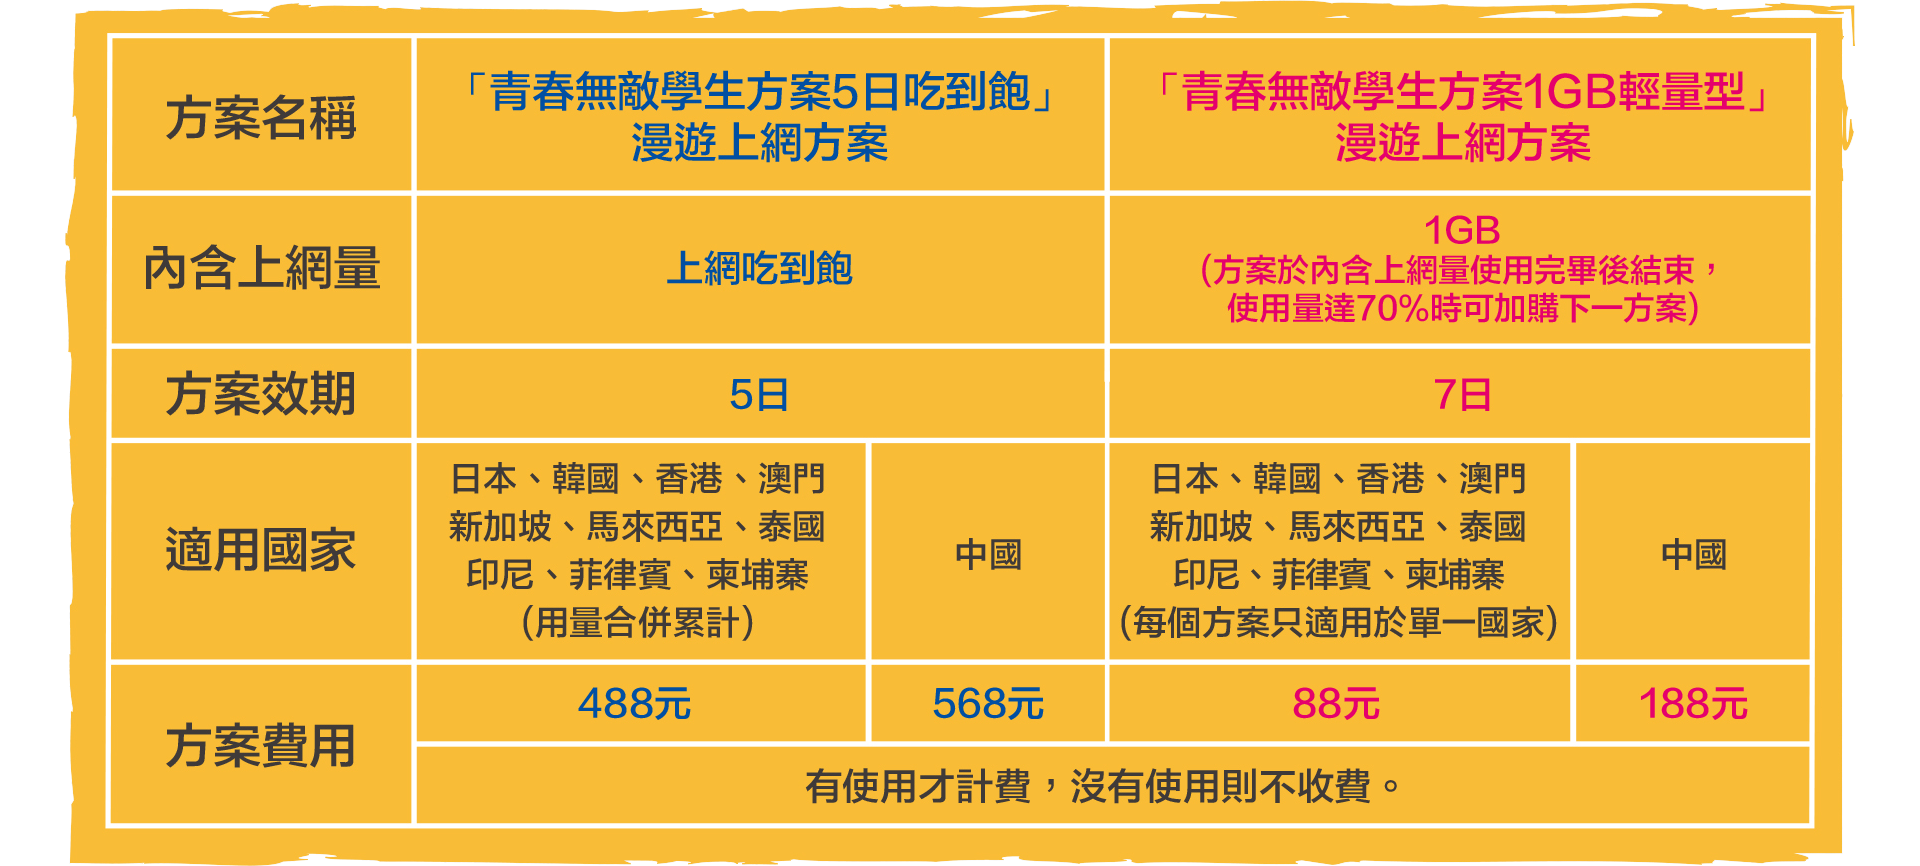 方案名稱
「青春無敵學生方案5日吃到飽」
漫遊上網方案
「青春無敵學生方案1GB輕量型」
漫遊上網方案
內含上網量
上網吃到飽
1GB
(方案於內含上網量使用完畢後結束，
使用量達70%時可加購下一方案)
方案效期
5日
7日
適用國家
日本、韓國、香港、澳門
新加坡、馬來西亞、泰國
印尼、菲律賓、柬埔寨
(用量合併累計)
中國
日本、韓國、香港、澳門
新加坡、馬來西亞、泰國
印尼、菲律賓、柬埔寨
(每個方案只適用於單一國家)
中國
方案費用
488元
568元
88元
188元
有使用才計費，沒有使用則不收費。